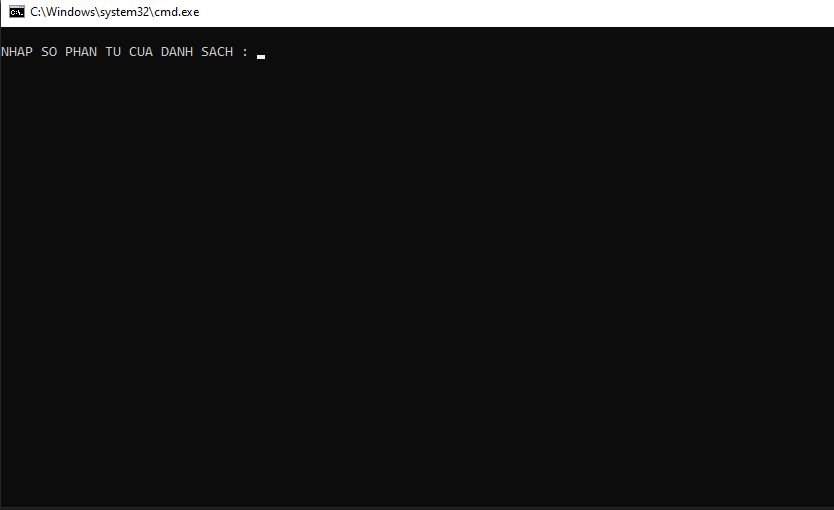 C:\Windows\system32\cmd.exe
NHAP SO PHAN TU CUA DANH SACH :